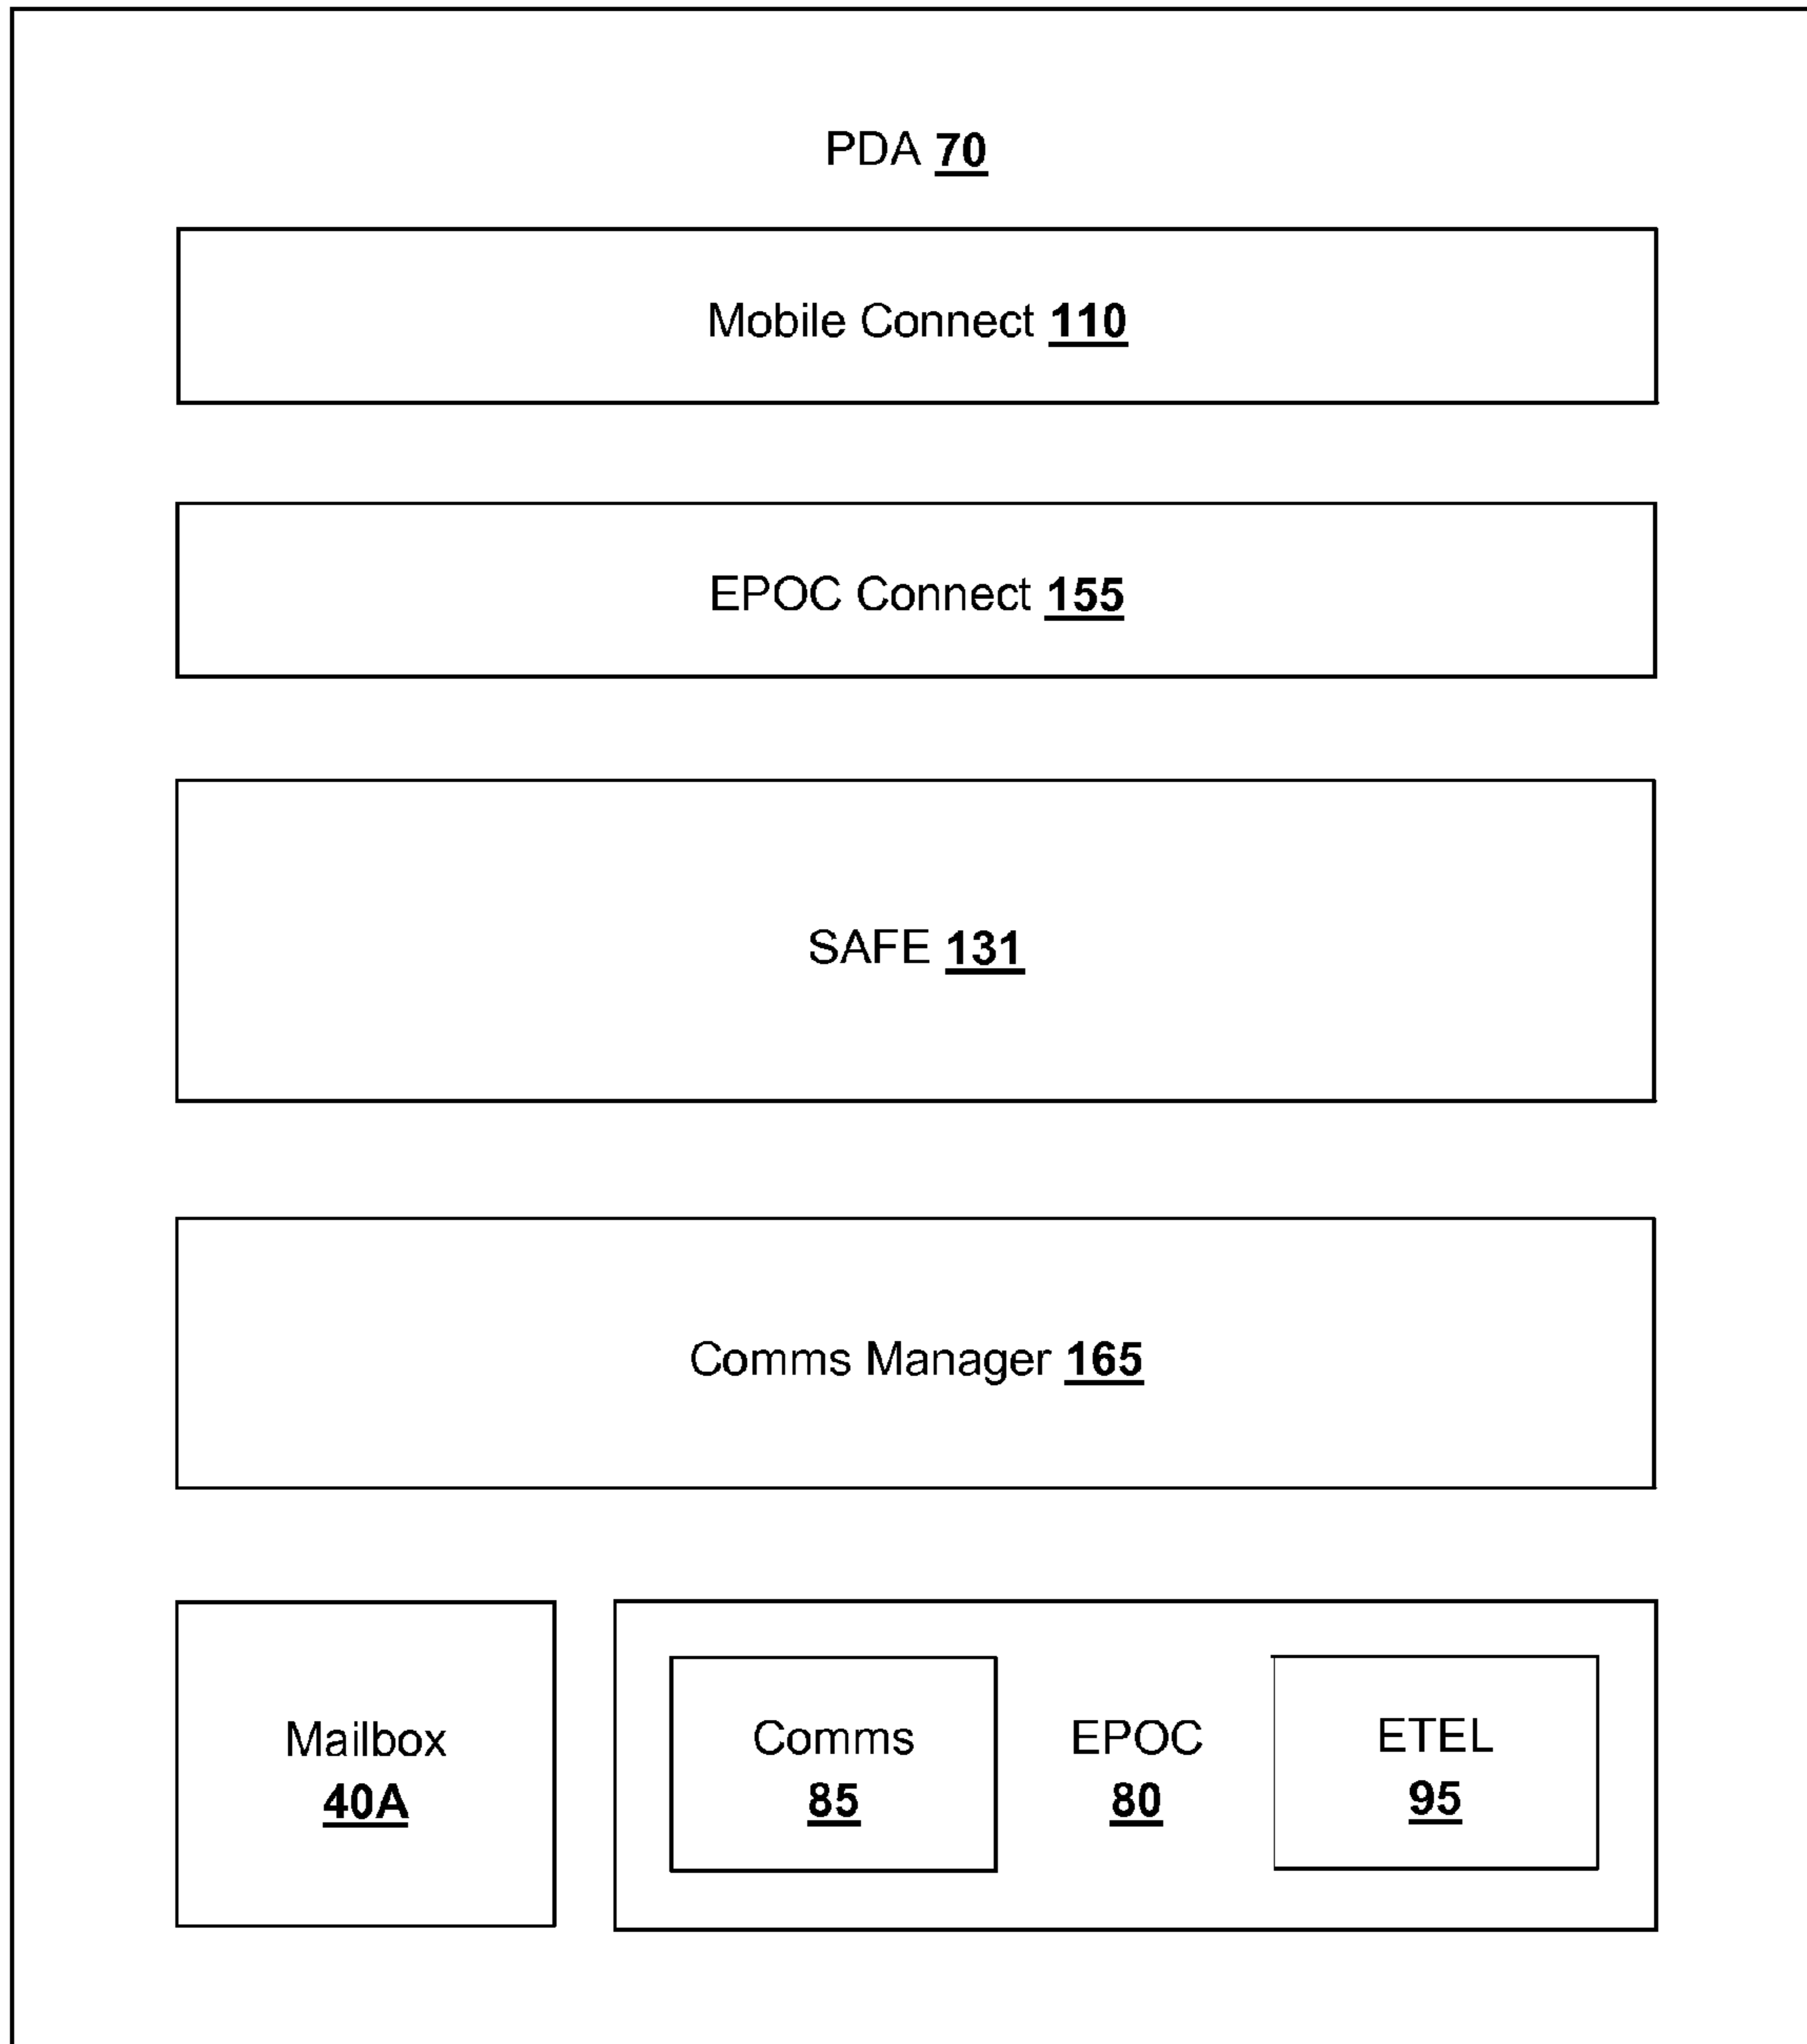 PDA 70
Mobile Connect 110
EPOC Connect 155
SAFE 131
Comms Manager 165
Mailbox
40A
Comms
85
EPOC
80
ETEL
95